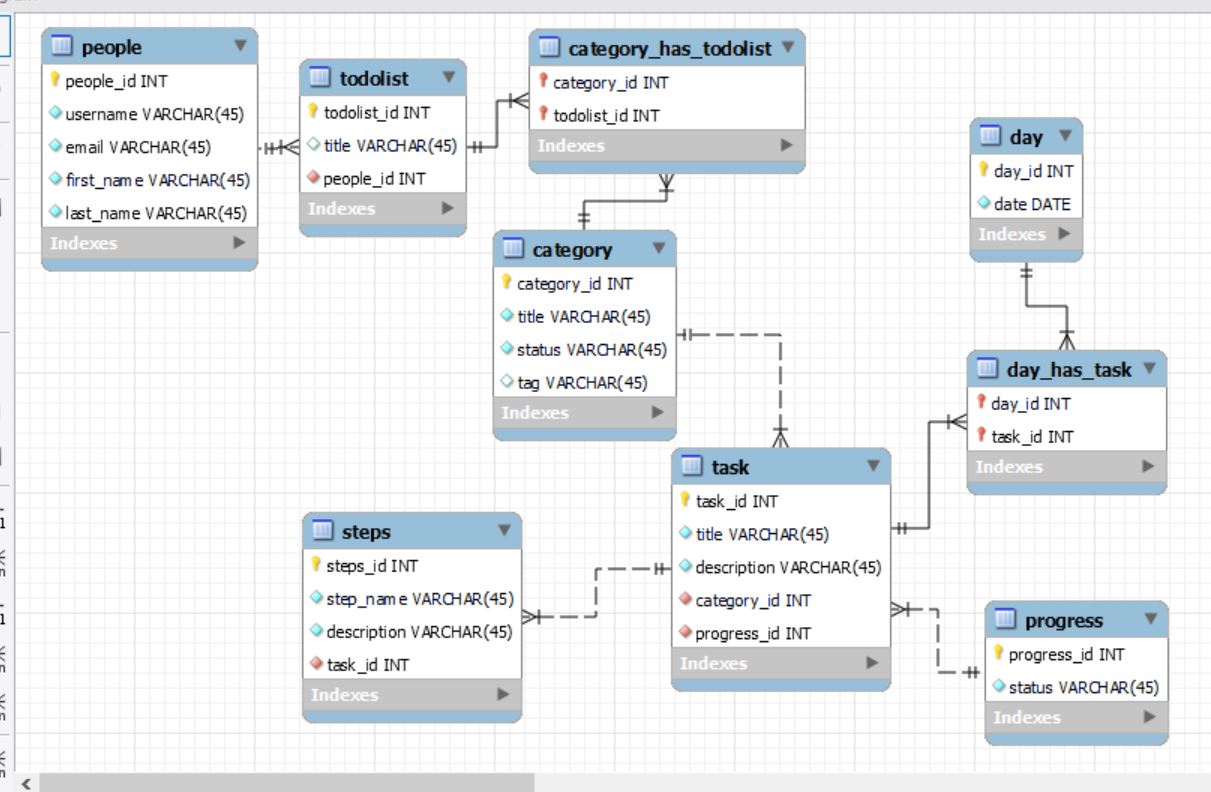 people
people_id INT
username VARCHAR(45)
email VARCHAR(45)
first_name VARCHAR(45)
last_name VARCHAR(45)
Indexes
todolist
todolist_id INT
title VARCHAR(45)
people_id INT
Indexes
category_has_todolist
category_id INT
todolist_id INT
Indexes
category
category_id INT
title VARCHAR(45)
status VARCHAR(45)
tag VARCHAR(45)
Indexes
day
day_id INT
date DATE
Indexes
day_has_task
day_id INT
task_id INT
Indexes
task
task_id INT
title VARCHAR(45)
description VARCHAR(45)
category_id INT
progress_id INT
Indexes
steps
steps_id INT
step_name VARCHAR(45)
description VARCHAR(45)
task_id INT
Indexes
progress
progress_id INT
status VARCHAR(45)
Indexes